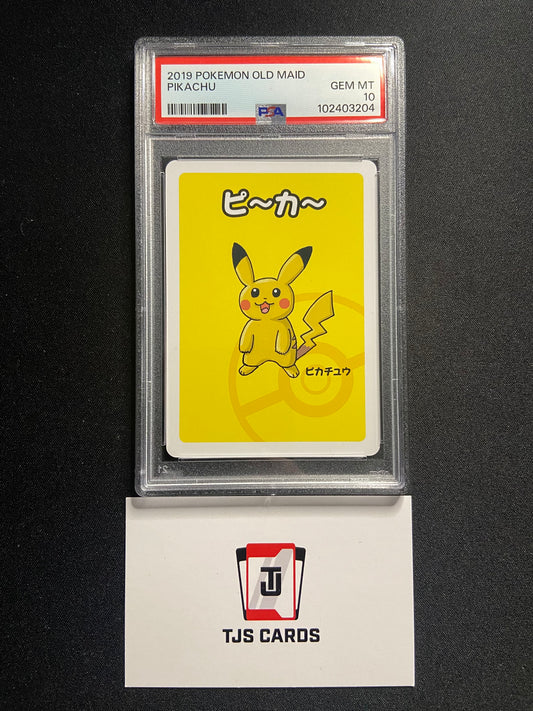 2019 POKEMON OLD MAID
PIKACHU
GEM MT
10
PSA
102403204
ピ〜カ〜
ピカチュウ
TJ
TJS CARDS